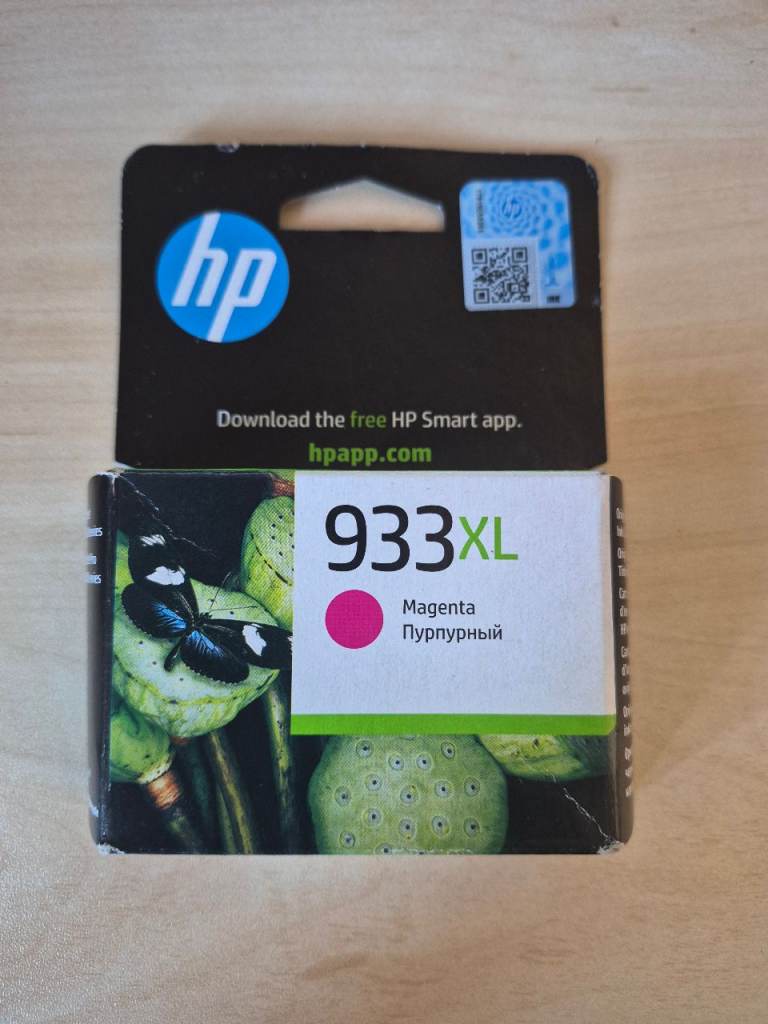 hp
Download the free HP Smart app.
hpapp.com
933XL
Magenta
Пурпурный